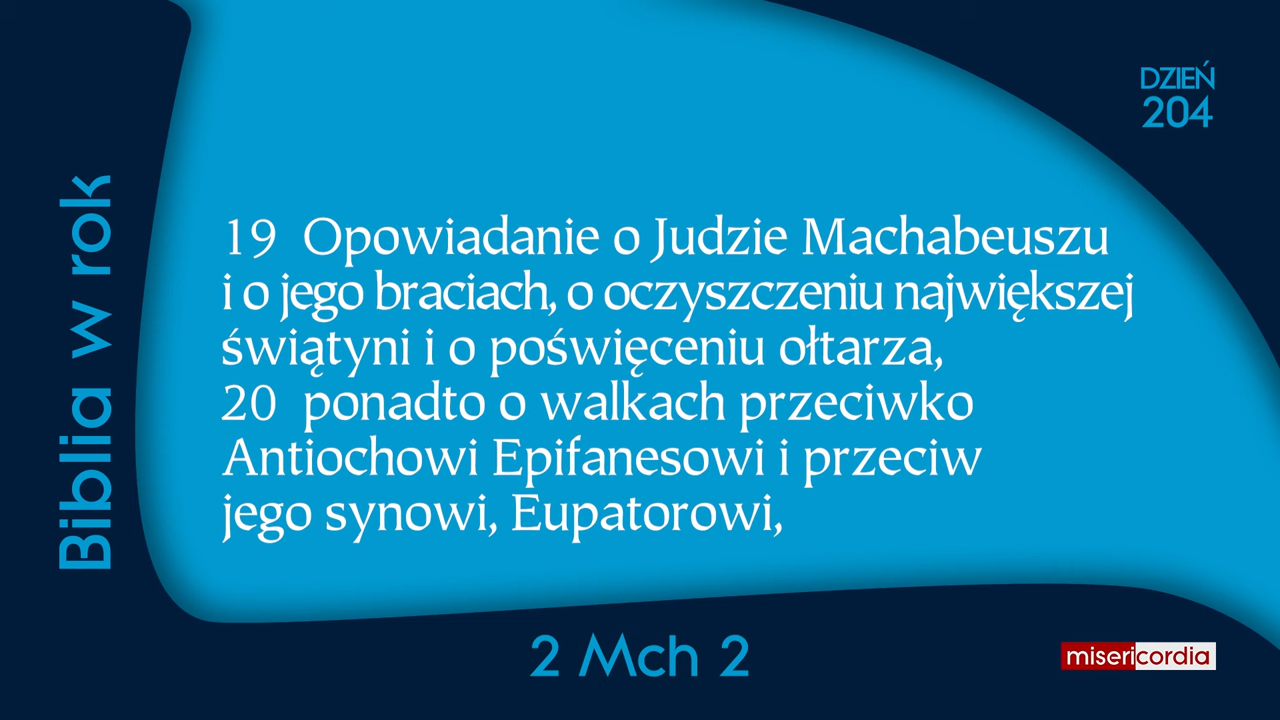 DZIEŃ
204
Biblia w rok
19 Opowiadanie o Judzie Machabeuszu
i o jego braciach, o oczyszczeniu największej
świątyni i o poświęceniu ołtarza,
20 ponadto o walkach przeciwko
Antiochowi Epifanesowi i przeciw
jego synowi, Eupatorowi,
2 Mch 2
misericordia